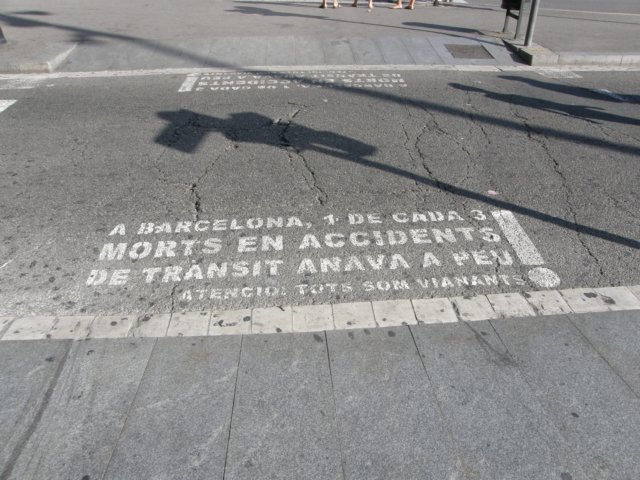 A BARCELONA, 1 DE CADA 3
MORTS EN ACCIDENTS
DE TRÀNSIT ANAVA A PEU
ATENCIÓ! TOTS SOM VIANANTS
!